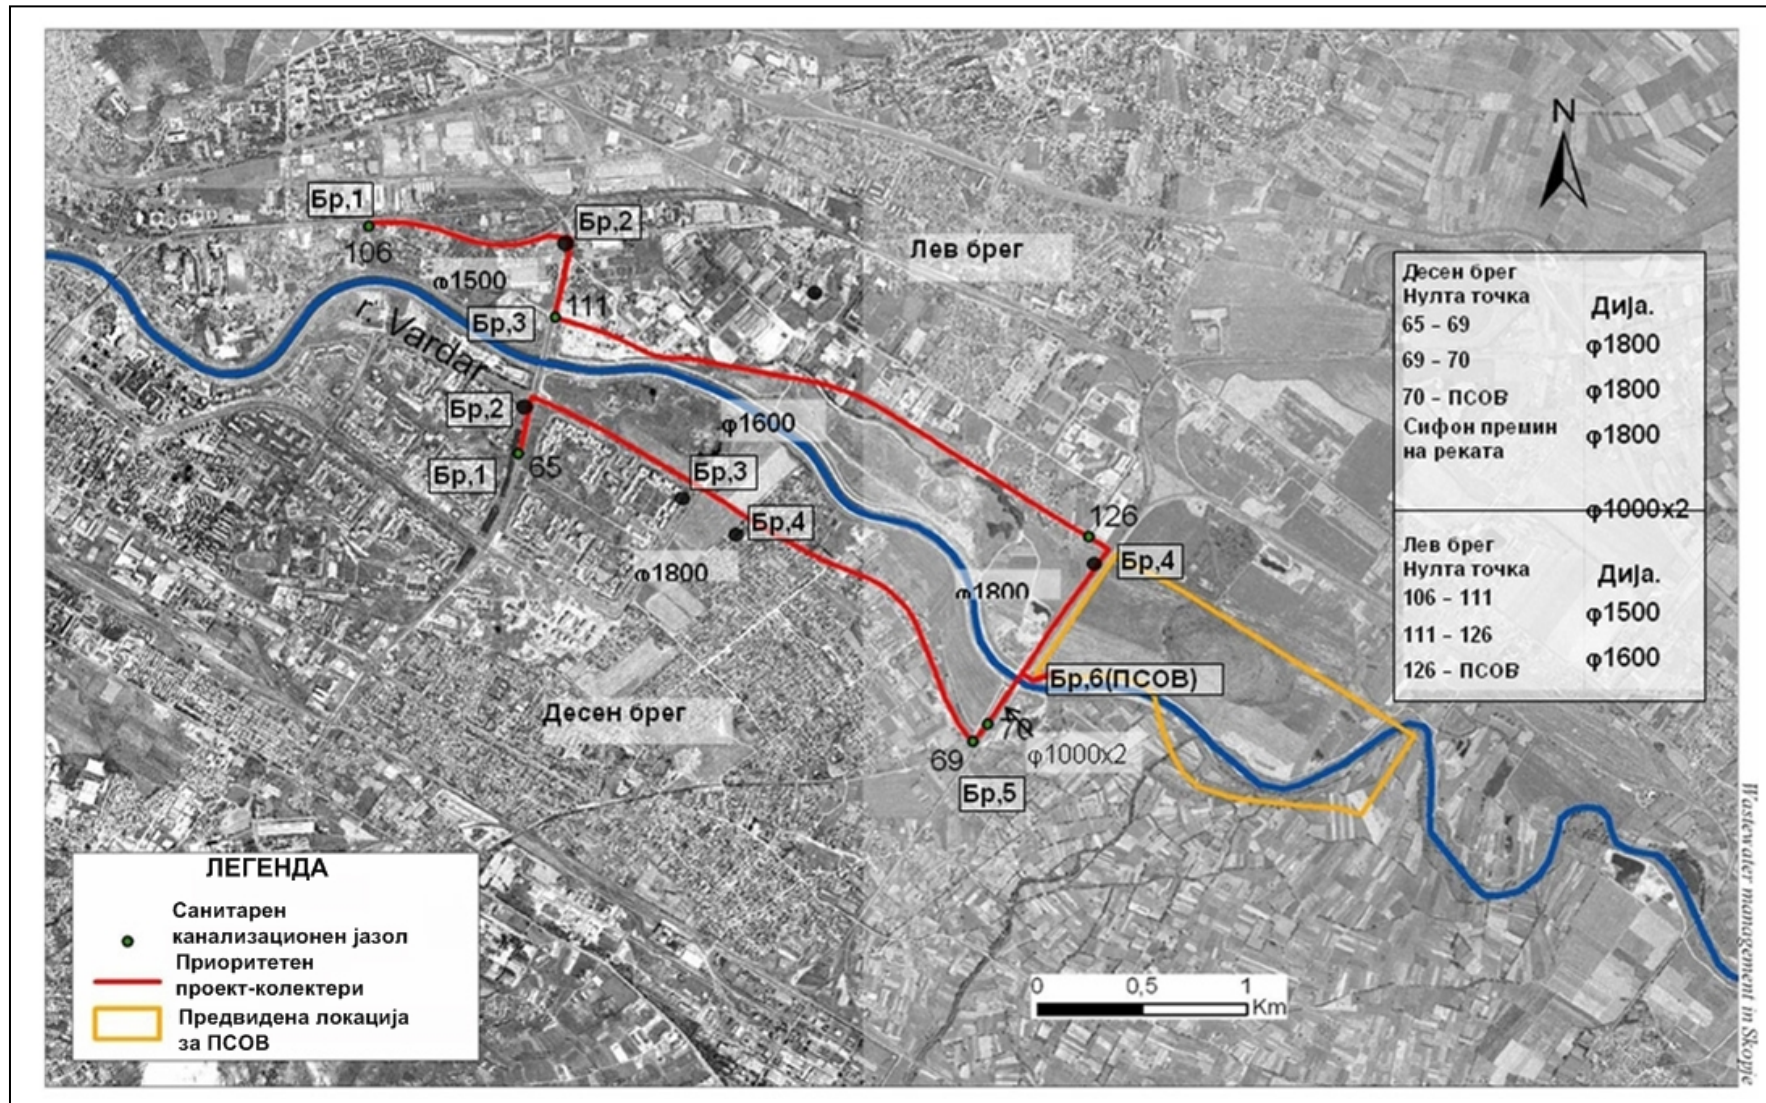 N
Бр,1
106
Бр,2
φ1500
111
Бр,3
r. Vardar
Лев брег
Десен брег
Нулта точка
Дија.
65 – 69
φ1800
69 – 70
φ1800
70 – ПСОВ
Сифон премин
на реката
φ1800
φ1000x2
Лев брег
Нулта точка
Дија.
106 – 111
φ1500
111 – 126
φ1600
126 – ПСОВ
Бр,2
φ1600
Бр,1
65
Бр,3
Бр,4
126
Бр,4
φ1800
φ1800
Бр,6(ПСОВ)
Десен брег
70
69
φ1000x2
Бр,5
ЛЕГЕНДА
Санитарен
канализационен јазол
Приоритетен
проект-колектери
Предвидена локација
за ПСОВ
0 0,5 1
Km
Wastewater management in Skopje